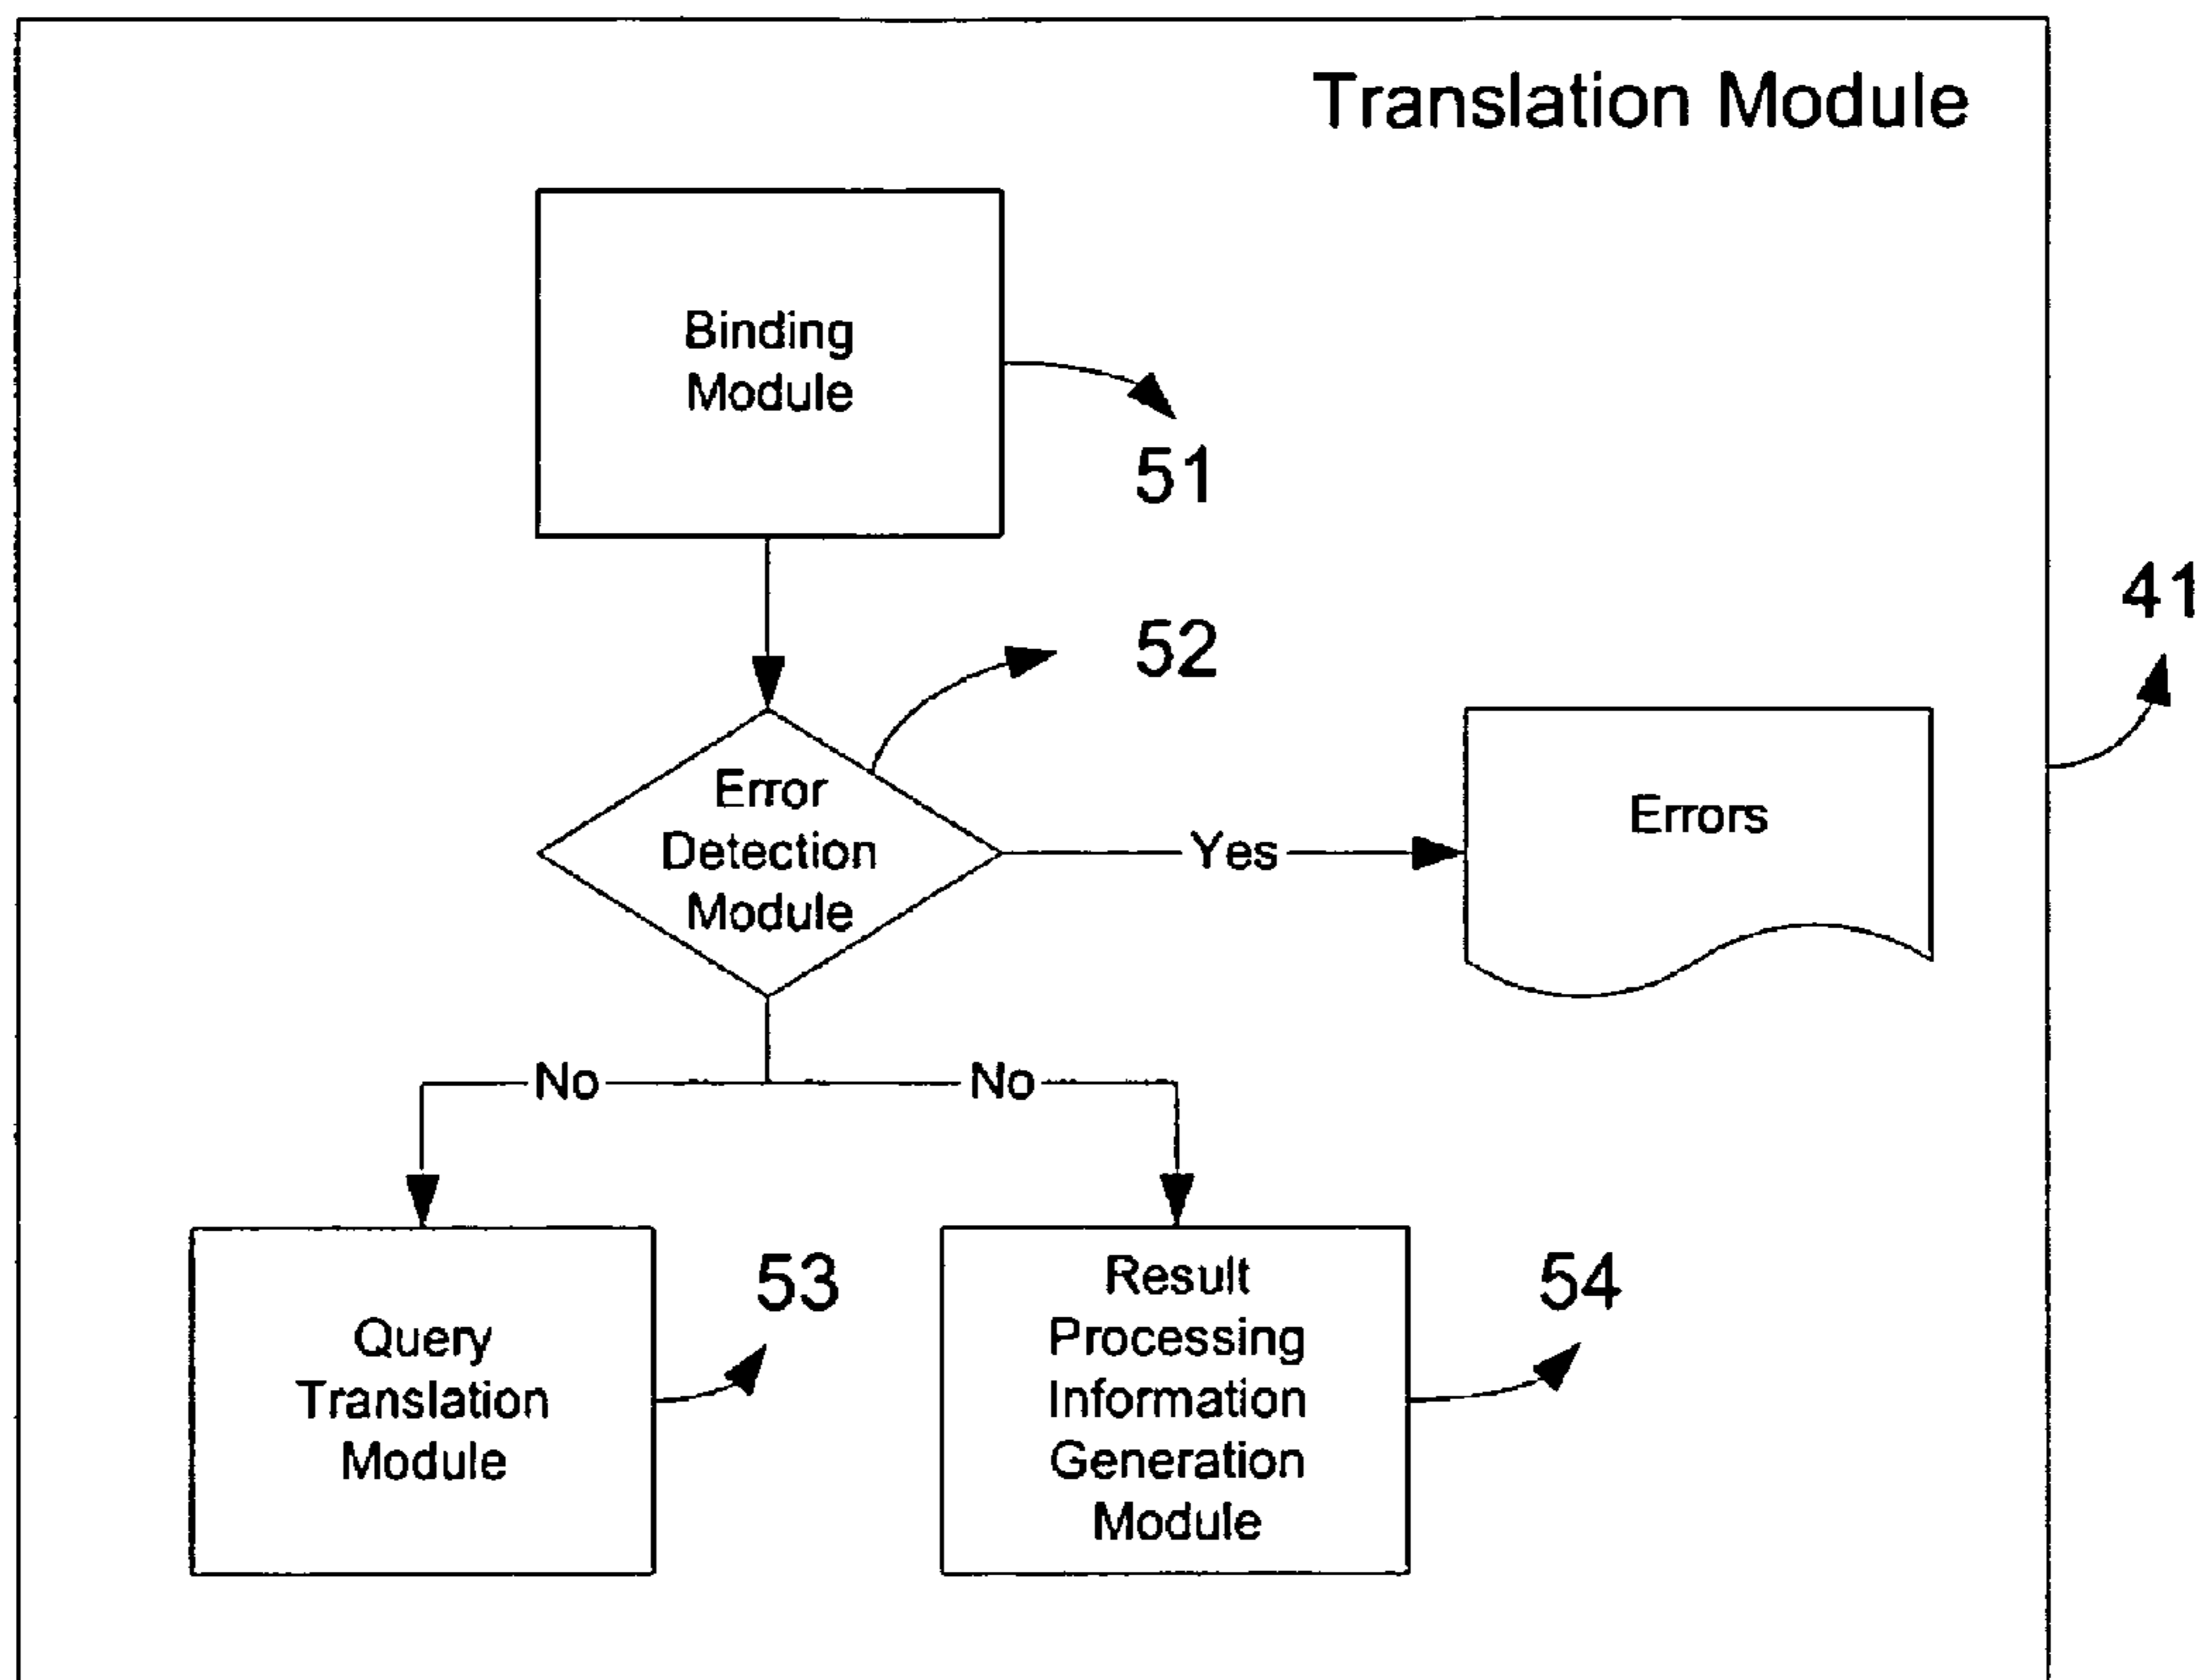 Translation Module
Binding
Module
51
52
41
Error
Detection
Module
Yes
Errors
No
No
Query
Translation
Module
53
Result
Processing
Information
Generation
Module
54